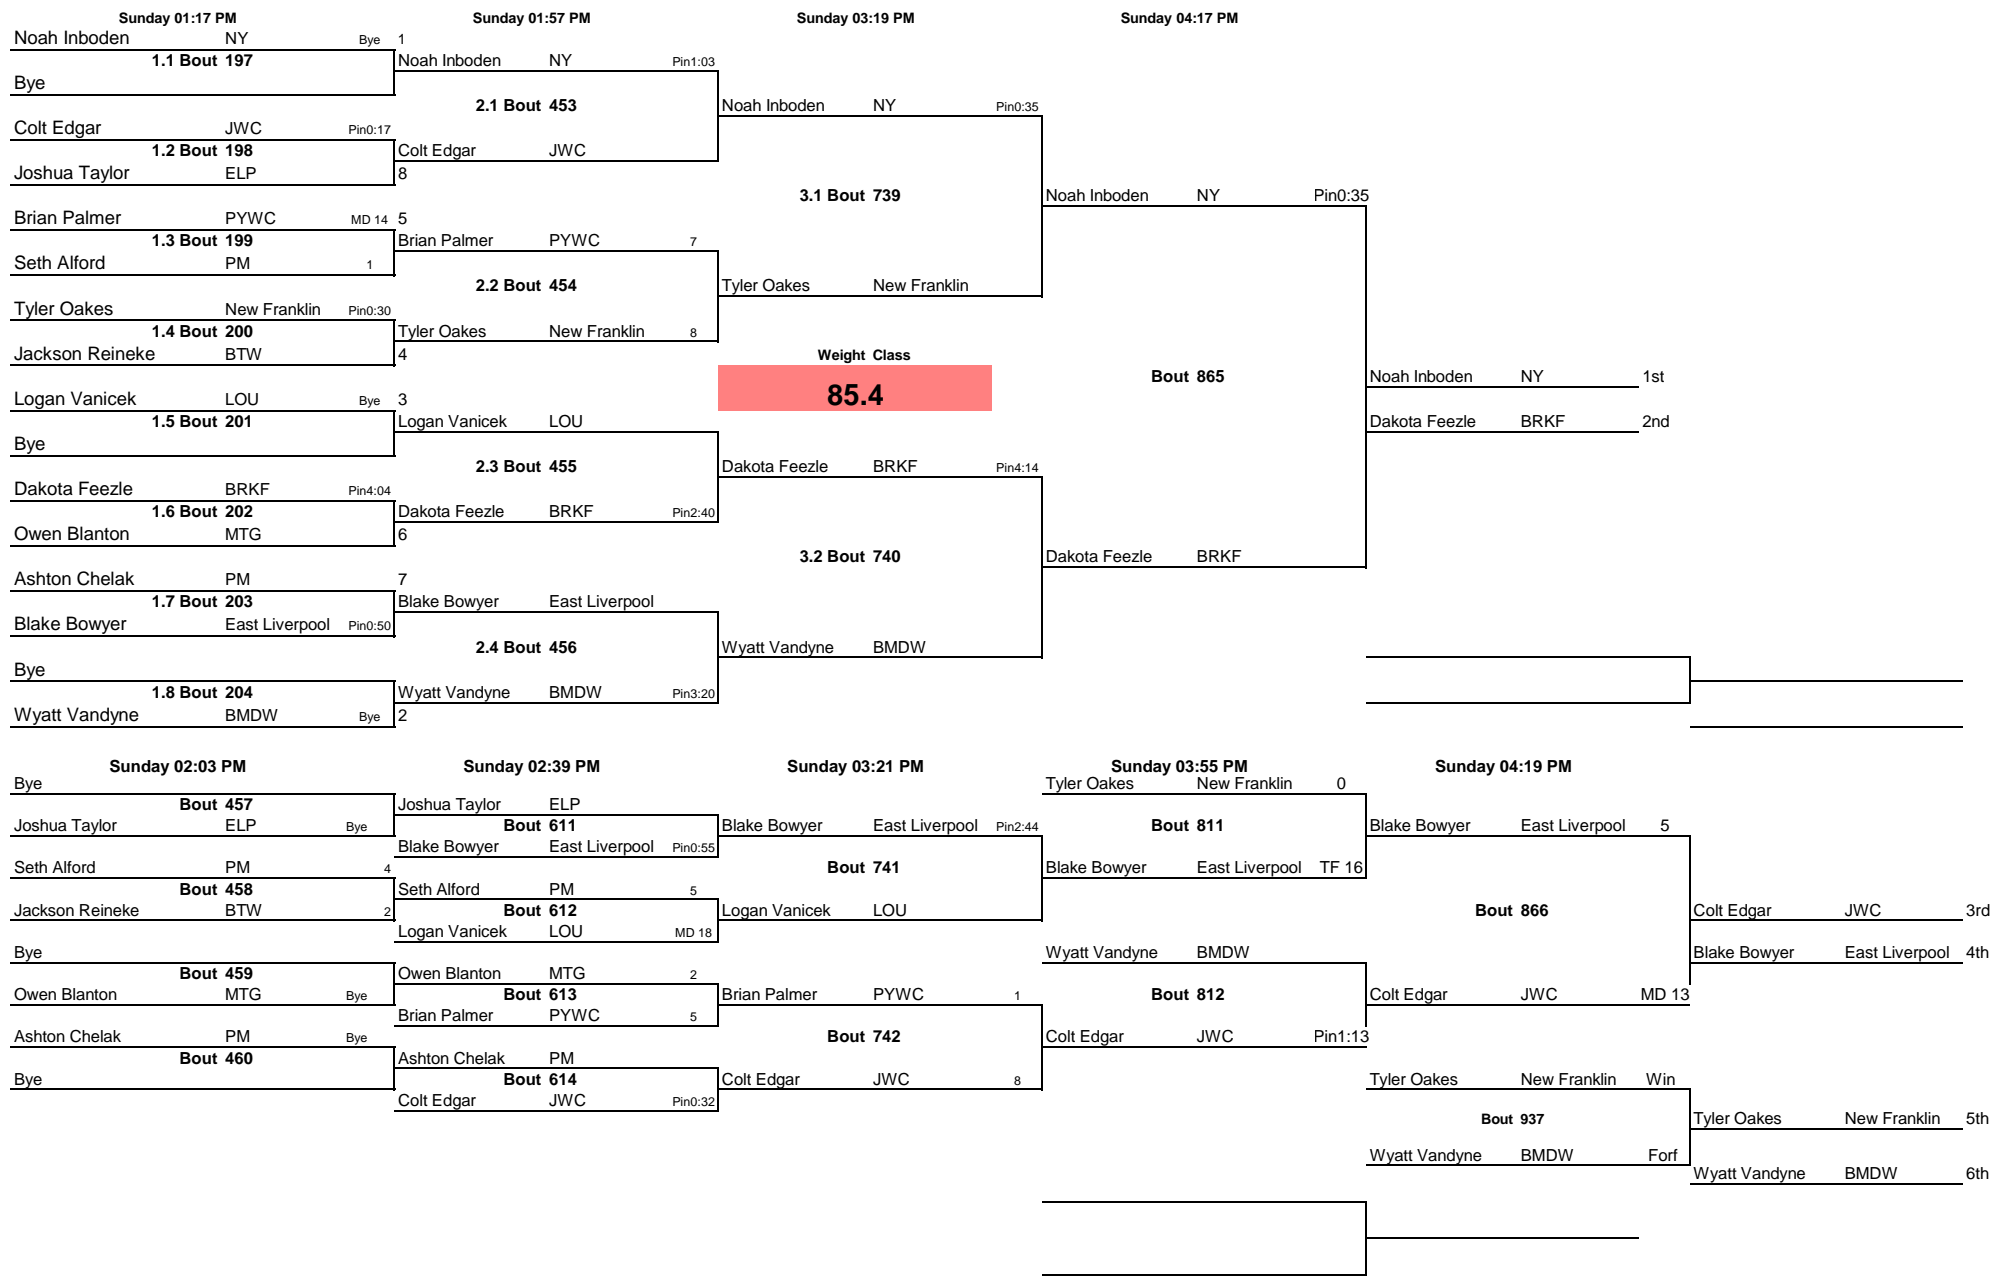 Sunday 01:17 PM Sunday 01:57 PM Sunday 03:19 PM Sunday 04:17 PM
Noah Inboden NY Bye 1
1.1 Bout 197 Noah Inboden NY Pin1:03
Bye
2.1 Bout 453 Noah Inboden NY Pin0:35
Colt Edgar JWC Pin0:17
1.2 Bout 198 Colt Edgar JWC
Joshua Taylor ELP 8
3.1 Bout 739 Noah Inboden NY Pin0:35
Brian Palmer PYWC MD 14 5
1.3 Bout 199 Brian Palmer PYWC 7
Seth Alford PM 1
2.2 Bout 454 Tyler Oakes New Franklin
Tyler Oakes New Franklin Pin0:30
1.4 Bout 200 Tyler Oakes New Franklin 8
Jackson Reineke BTW 4 Weight Class
Bout 865 Noah Inboden NY 1st
Logan Vanicek LOU Bye 3 85.4
1.5 Bout 201 Logan Vanicek LOU Dakota Feezle BRKF 2nd
Bye
2.3 Bout 455 Dakota Feezle BRKF Pin4:14
Dakota Feezle BRKF Pin4:04
1.6 Bout 202 Dakota Feezle BRKF Pin2:40
Owen Blanton MTG 6
3.2 Bout 740 Dakota Feezle BRKF
Ashton Chelak PM 7
1.7 Bout 203 Blake Bowyer East Liverpool
Blake Bowyer East Liverpool Pin0:50
2.4 Bout 456 Wyatt Vandyne BMDW
Bye
1.8 Bout 204 Wyatt Vandyne BMDW Pin3:20
Wyatt Vandyne BMDW Bye 2
Sunday 02:03 PM Sunday 02:39 PM Sunday 03:21 PM Sunday 03:55 PM Sunday 04:19 PM
Bye Tyler Oakes New Franklin 0
Bout 457 Joshua Taylor ELP
Joshua Taylor ELP Bye Bout 611 Blake Bowyer East Liverpool Pin2:44 Bout 811 Blake Bowyer East Liverpool 5
Blake Bowyer East Liverpool Pin0:55
Seth Alford PM 4 Bout 741 Blake Bowyer East Liverpool TF 16
Bout 458 Seth Alford PM 5
Jackson Reineke BTW 2 Bout 612 Logan Vanicek LOU Bout 866 Colt Edgar JWC 3rd
Logan Vanicek LOU MD 18
Bye Wyatt Vandyne BMDW Blake Bowyer East Liverpool 4th
Bout 459 Owen Blanton MTG 2
Owen Blanton MTG Bye Bout 613 Brian Palmer PYWC 1 Bout 812 Colt Edgar JWC MD 13
Brian Palmer PYWC 5
Ashton Chelak PM Bye Bout 742 Colt Edgar JWC Pin1:13
Bout 460 Ashton Chelak PM
Bye Bout 614 Colt Edgar JWC 8 Tyler Oakes New Franklin Win
Colt Edgar JWC Pin0:32
Bout 937 Tyler Oakes New Franklin 5th
Wyatt Vandyne BMDW Forf
Wyatt Vandyne BMDW 6th